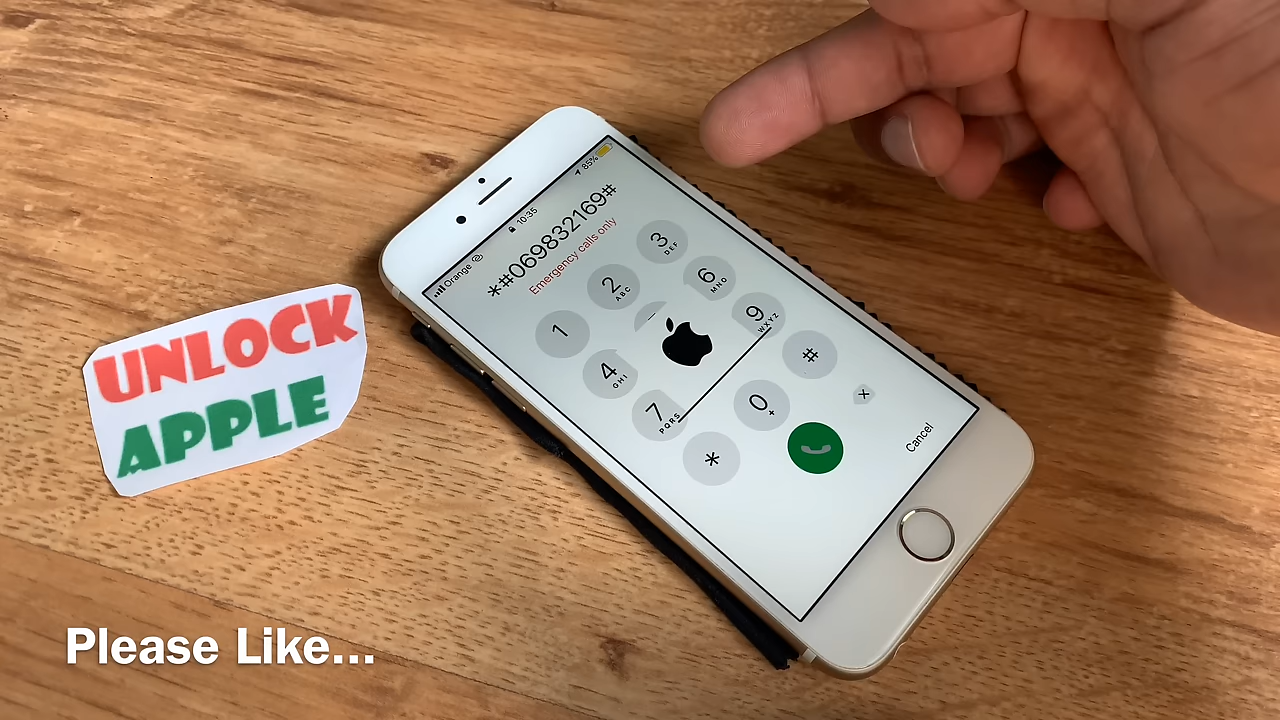 Orange
10:35
85%
*#069832169#
Emergency calls only
1
2
ABC
3
DEF
4
GHI
6
MNO
7
PQRS
9
WXYZ
*
0
+
#
Cancel
UNLOCK
APPLE
Please Like...